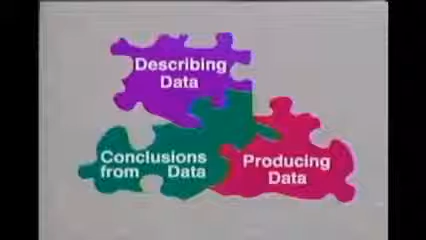 Describing
Data
Conclusions
from Data
Producing
Data